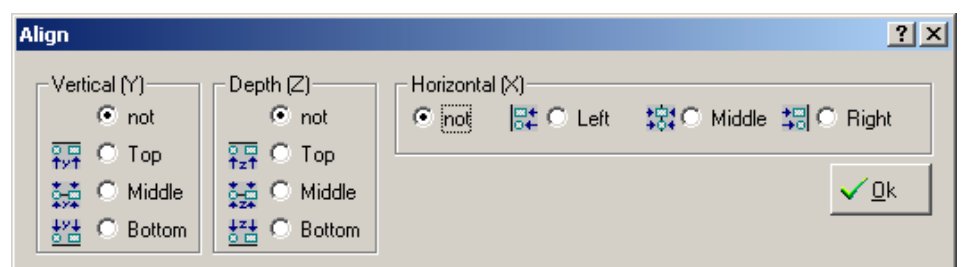 Align
Vertical (Y)
not
Top
Middle
Bottom
Depth (Z)
not
Top
Middle
Bottom
Horizontal (X)
not Left Middle Right
Ok